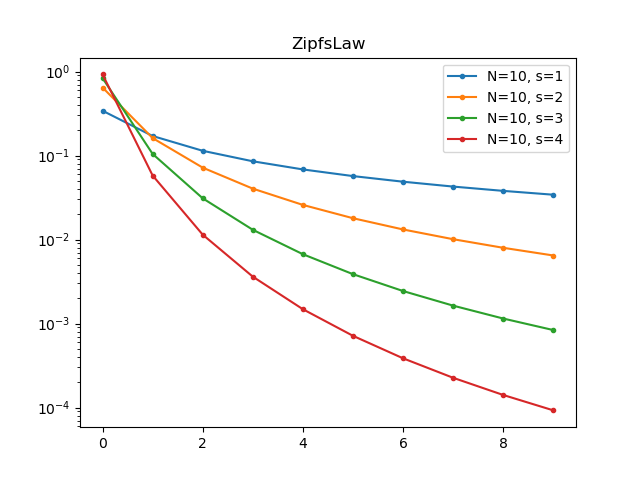 ZipfsLaw
N=10, s=1
N=10, s=2
N=10, s=3
N=10, s=4
10⁰
10⁻¹
10⁻²
10⁻³
10⁻⁴
0 2 4 6 8